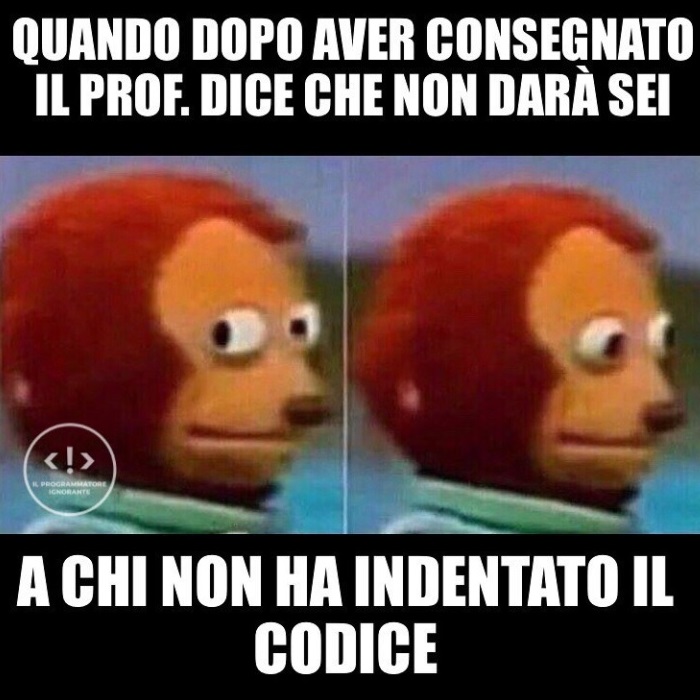 QUANDO DOPO AVER CONSEGNATO
IL PROF. DICE CHE NON DARÀ SEI
<!>
IL PROGRAMMATORE
IGNORANTE
A CHI NON HA INDENTATO IL
CODICE